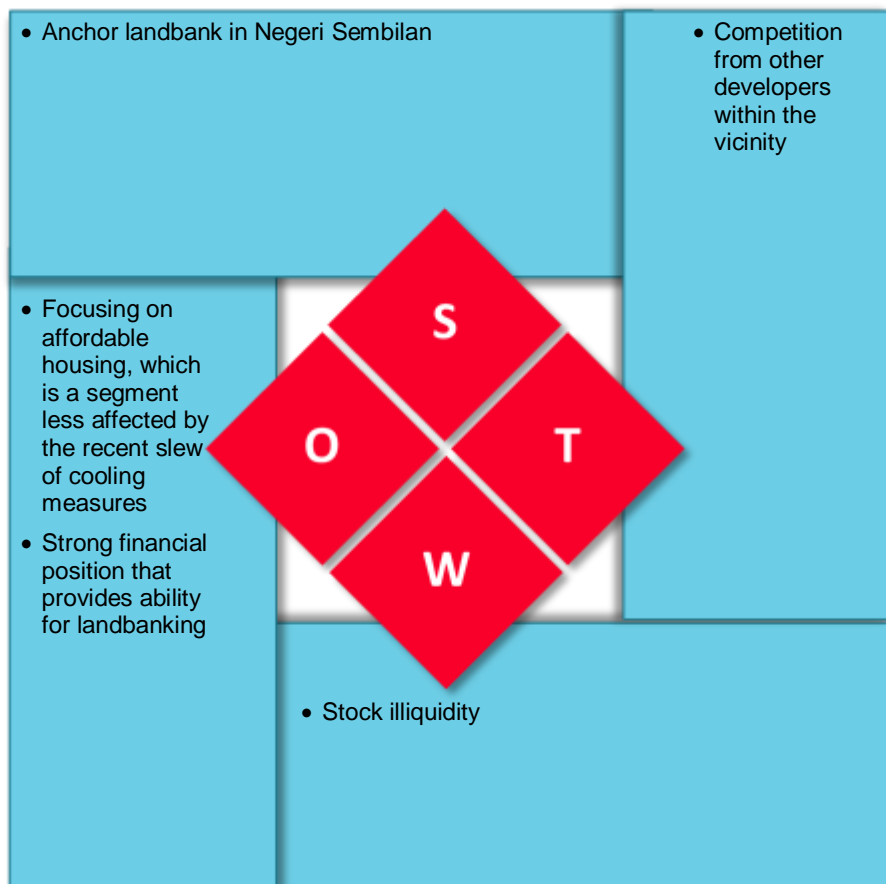 • Anchor landbank in Negeri Sembilan
• Competition
from other
developers
within the
vicinity
• Focusing on
affordable
housing, which
is a segment
less affected by
the recent slew
of cooling
measures
• Strong financial
position that
provides ability
for landbanking
S
O
T
W
• Stock illiquidity